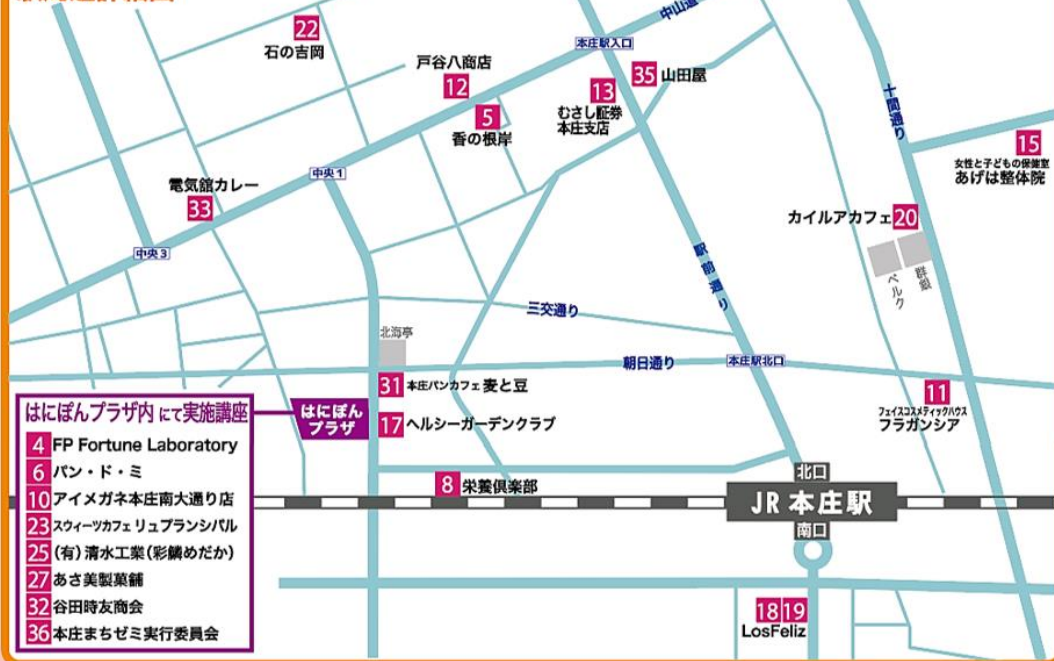 22
石の吉岡
中山道
本庄駅入口
戸谷八商店
12
35 山田屋
13
むさし証券
本庄支店
5
香の根岸
十間通り
15
女性と子どもの保健室
あげは整体院
中央1
電気舘カレー
33
カイルアカフェ 20
中央3
駅前通り
ベルク
群銀
三交通り
北海亭
朝日通り
本庄駅北口
31 本庄パンカフェ 麦と豆
11
フェイスコスメティックハウス
フラガンシア
はにぽん
プラザ
17 ヘルシーガーデンクラブ
はにぽんプラザ内 にて実施講座
4 FP Fortune Laboratory
6 パン・ド・ミ
10 アイメガネ本庄南大通り店
23 スウィーツカフェ リュプランシパル
25 (有)清水工業(彩鱗めだか)
27 あさ美製菓舗
32 谷田時友商会
36 本庄まちゼミ実行委員会
8 栄養倶楽部
北口
JR 本庄駅
南口
18 19
LosFeliz